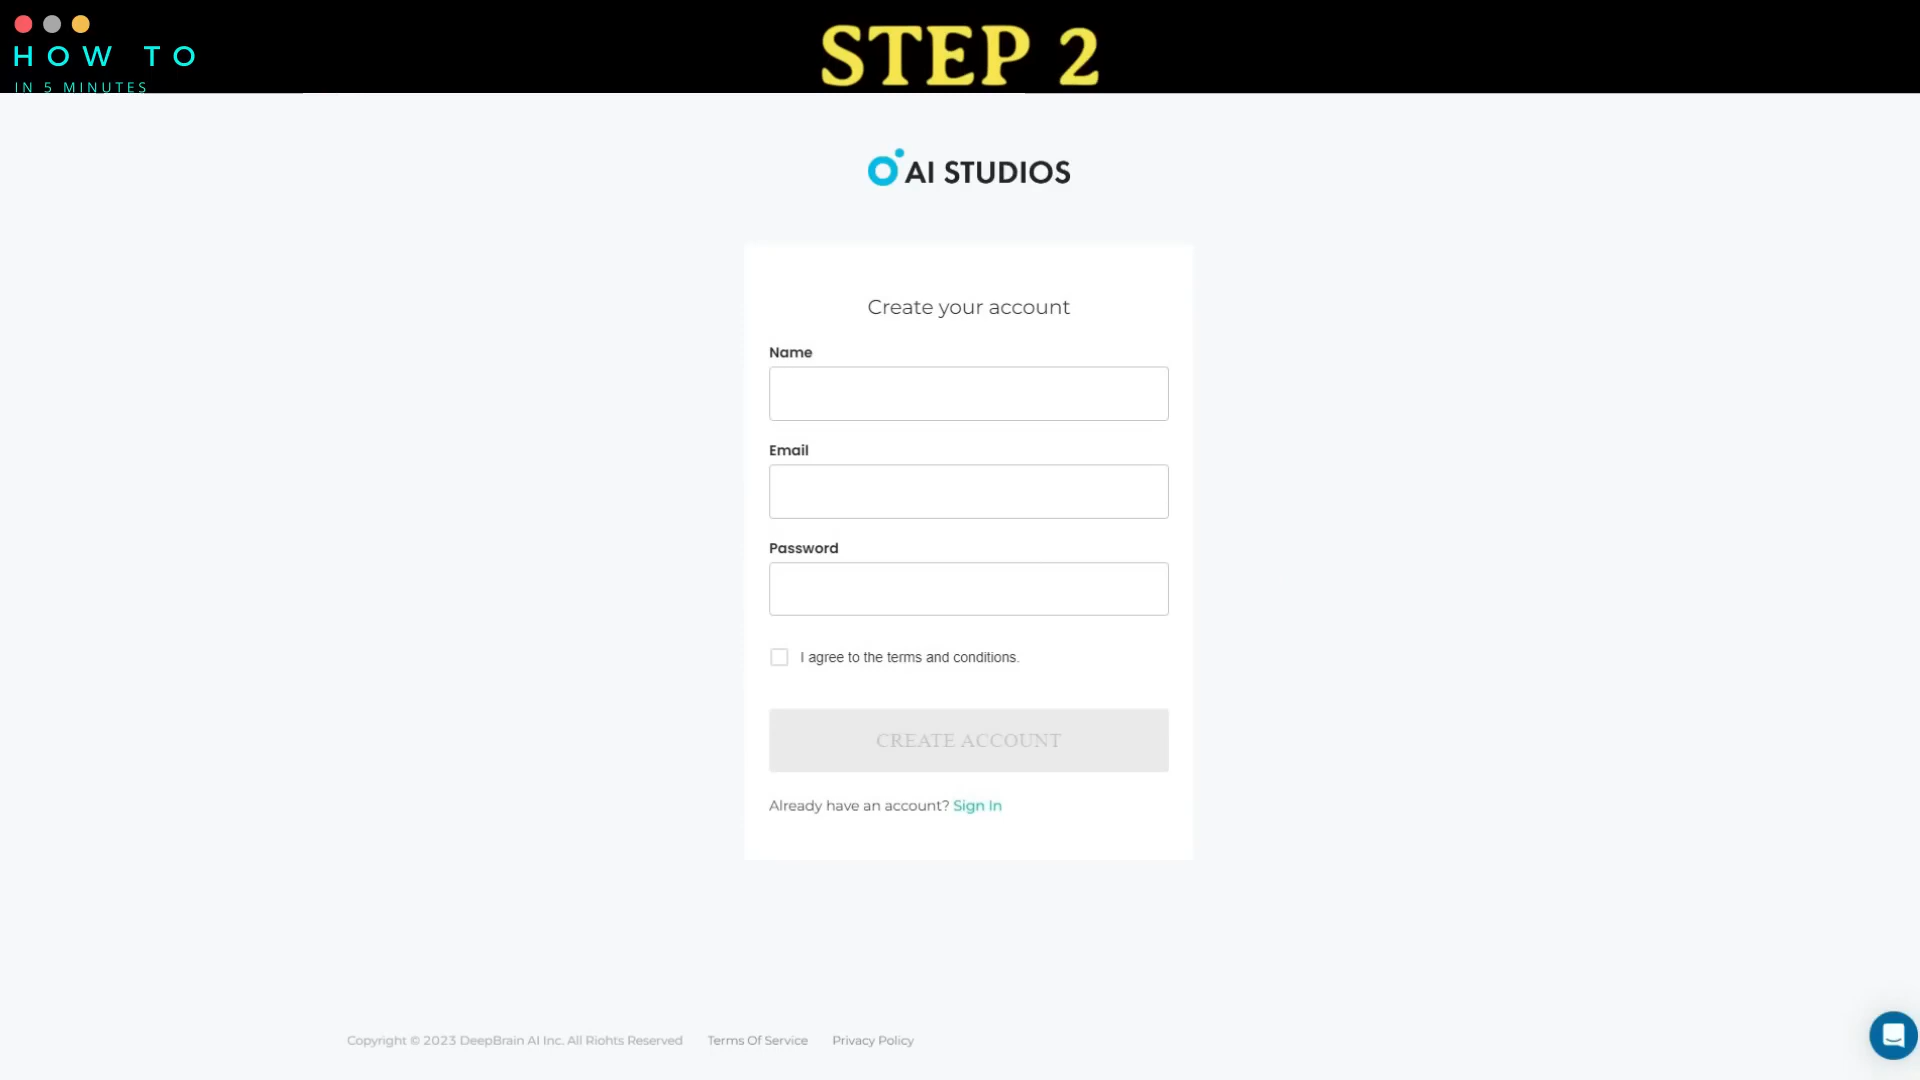 HOW TO
IN 5 MINUTES
STEP 2
AI STUDIOS
Create your account
Name
Email
Password
I agree to the terms and conditions.
CREATE ACCOUNT
Already have an account? Sign In
Copyright © 2023 DeepBrain AI Inc. All Rights Reserved Terms Of Service Privacy Policy